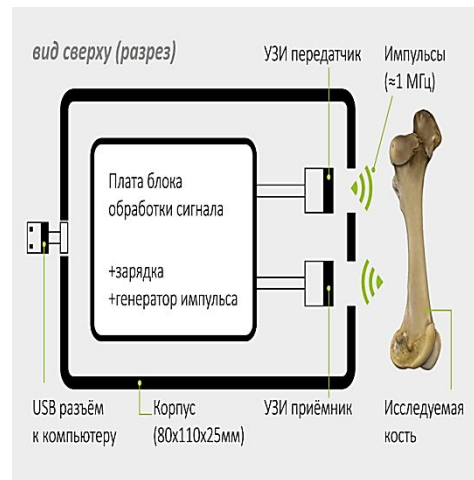 вид сверху (разрез)
УЗИ передатчик
Импульсы
(≈1 МГц)
Плата блока
обработки сигнала
+зарядка
+генератор импульса
USB разъём
к компьютеру
Корпус
(80x110x25мм)
УЗИ приёмник
Исследуемая
кость